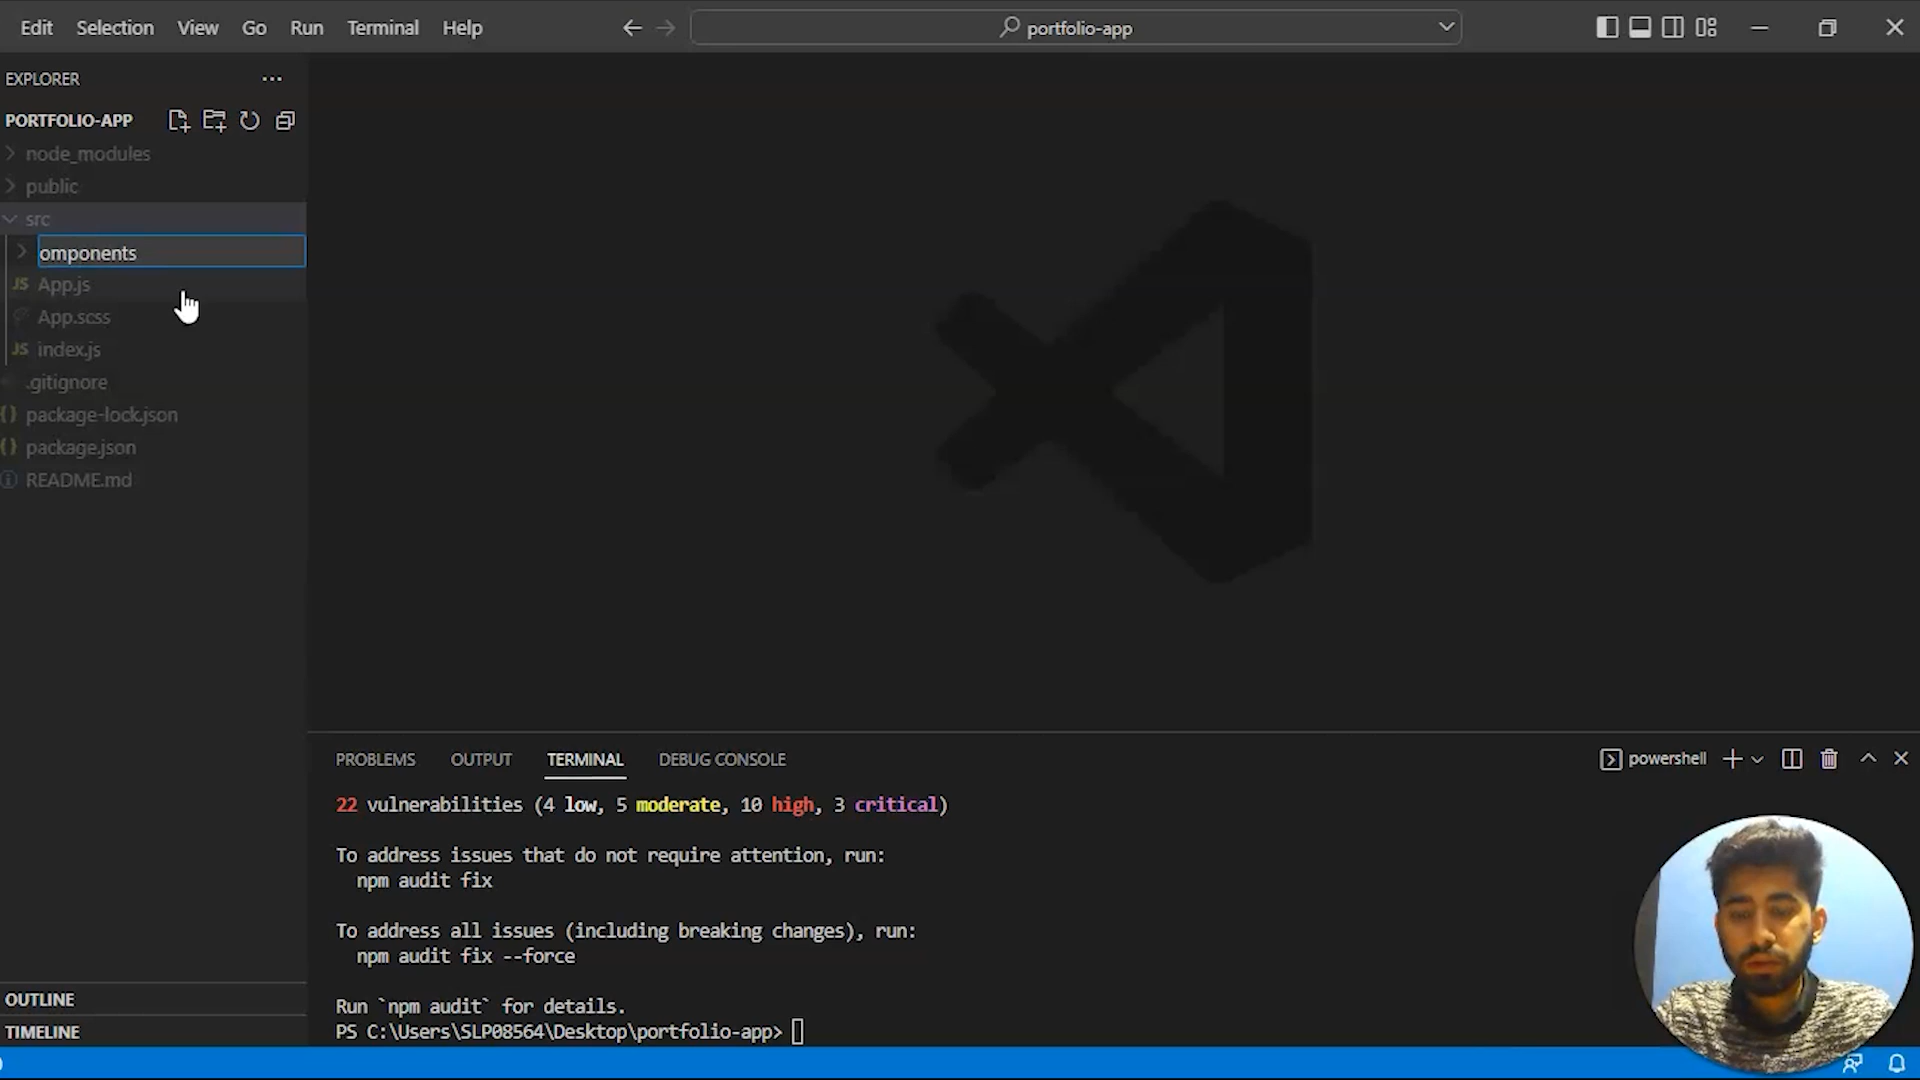 Edit Selection View Go Run Terminal Help portfolio-app
EXPLORER
PORTFOLIO-APP
node_modules
public
src
omponents
JS App.js
App.scss
JS index.js
.gitignore
{} package-lock.json
{} package.json
README.md
OUTLINE
TIMELINE
PROBLEMS OUTPUT TERMINAL DEBUG CONSOLE powershell
22 vulnerabilities (4 low, 5 moderate, 10 high, 3 critical)
To address issues that do not require attention, run:
npm audit fix
To address all issues (including breaking changes), run:
npm audit fix --force
Run `npm audit` for details.
PS C:\Users\SLP08564\Desktop\portfolio-app>